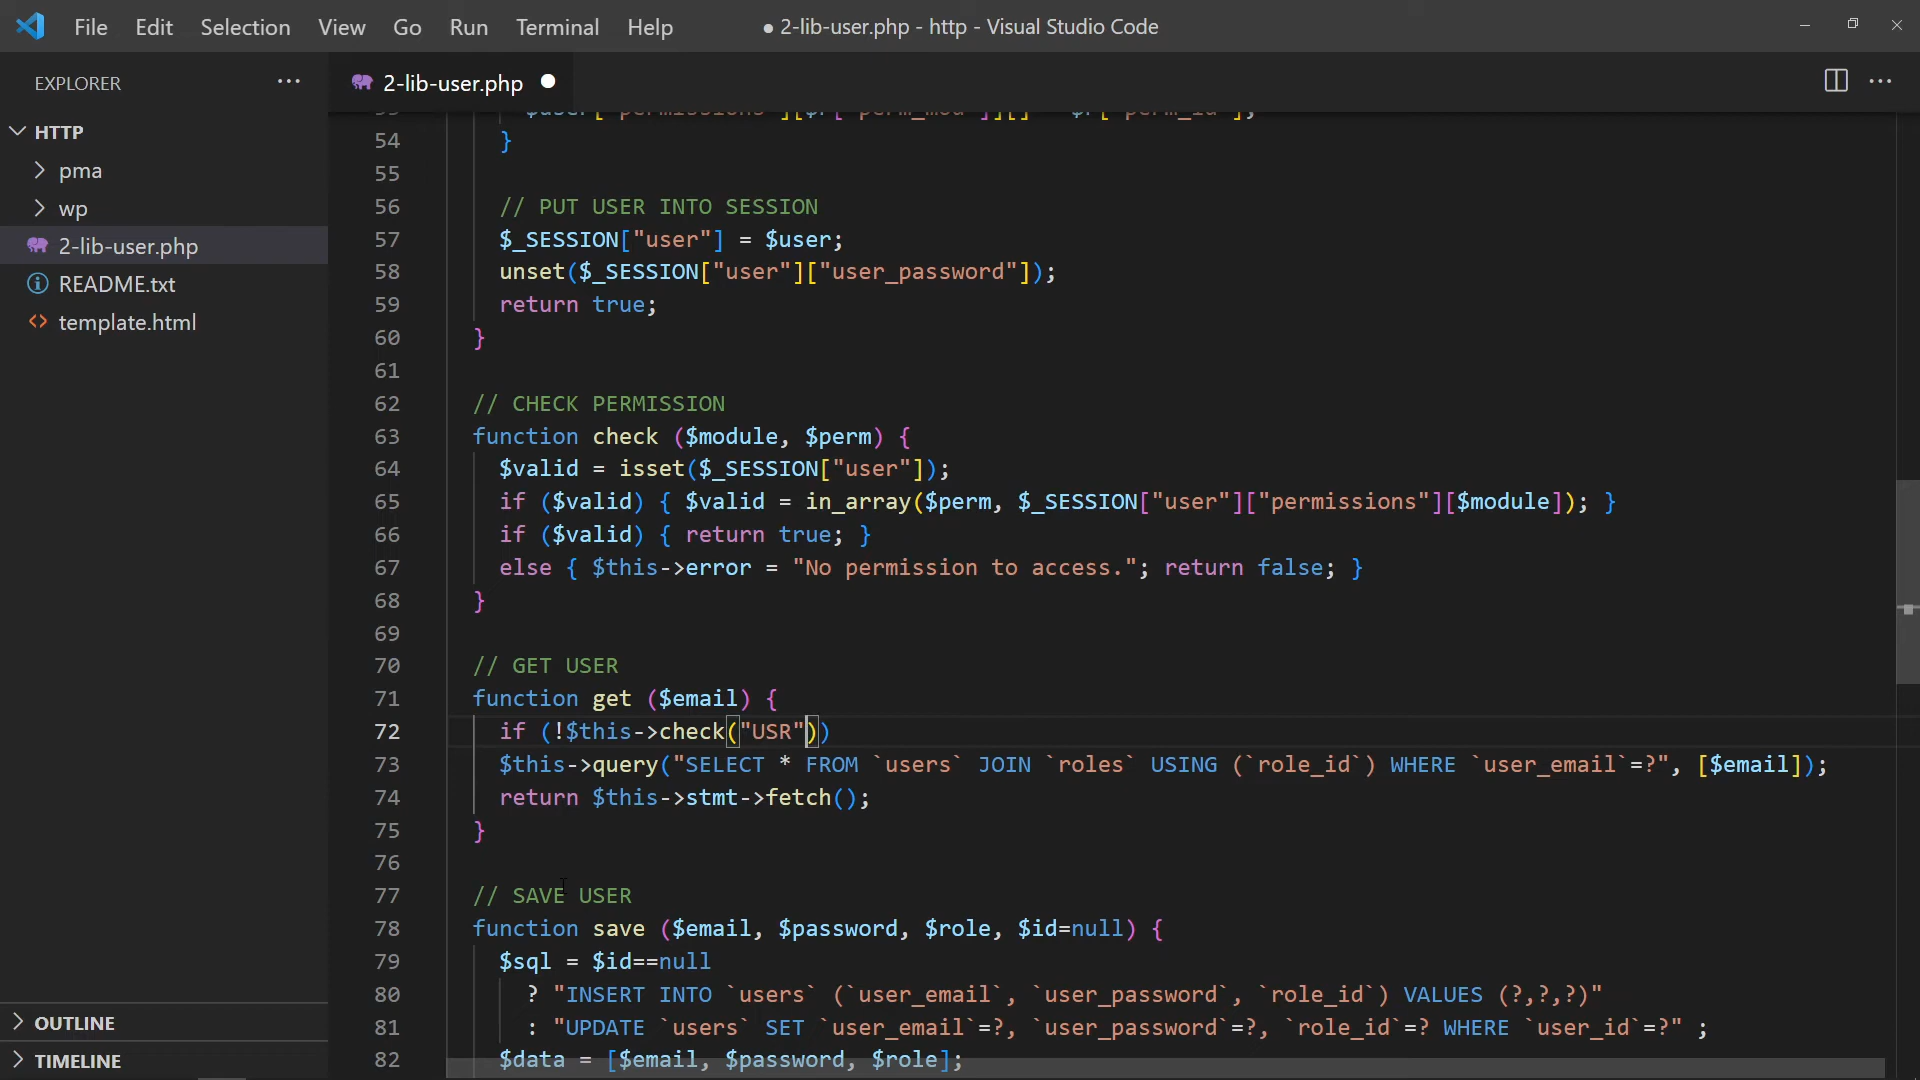 File Edit Selection View Go Run Terminal Help
● 2-lib-user.php - http - Visual Studio Code
EXPLORER
HTTP
pma
wp
2-lib-user.php
README.txt
template.html
OUTLINE
TIMELINE
2-lib-user.php
54 }
55
56 // PUT USER INTO SESSION
57 $_SESSION["user"] = $user;
58 unset($_SESSION["user"]["user_password"]);
59 return true;
60 }
61
62 // CHECK PERMISSION
63 function check ($module, $perm) {
64 $valid = isset($_SESSION["user"]);
65 if ($valid) { $valid = in_array($perm, $_SESSION["user"]["permissions"][$module]); }
66 if ($valid) { return true; }
67 else { $this->error = "No permission to access."; return false; }
68 }
69
70 // GET USER
71 function get ($email) {
72 if (!$this->check("USR"))
73 $this->query("SELECT * FROM `users` JOIN `roles` USING (`role_id`) WHERE `user_email`=?", [$email]);
74 return $this->stmt->fetch();
75 }
76
77 // SAVE USER
78 function save ($email, $password, $role, $id=null) {
79 $sql = $id==null
80 ? "INSERT INTO `users` (`user_email`, `user_password`, `role_id`) VALUES (?,?,?)"
81 : "UPDATE `users` SET `user_email`=?, `user_password`=?, `role_id`=? WHERE `user_id`=?" ;
82 $data = [$email, $password, $role];